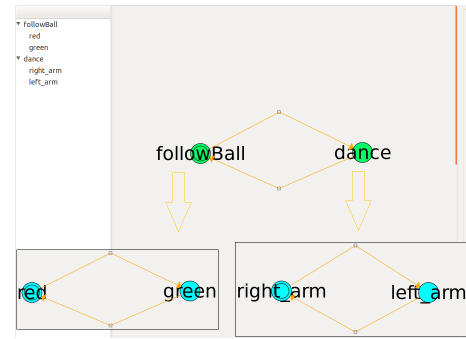 followBall
red
green
dance
right_arm
left_arm
followBall dance
red green
right_arm left_arm